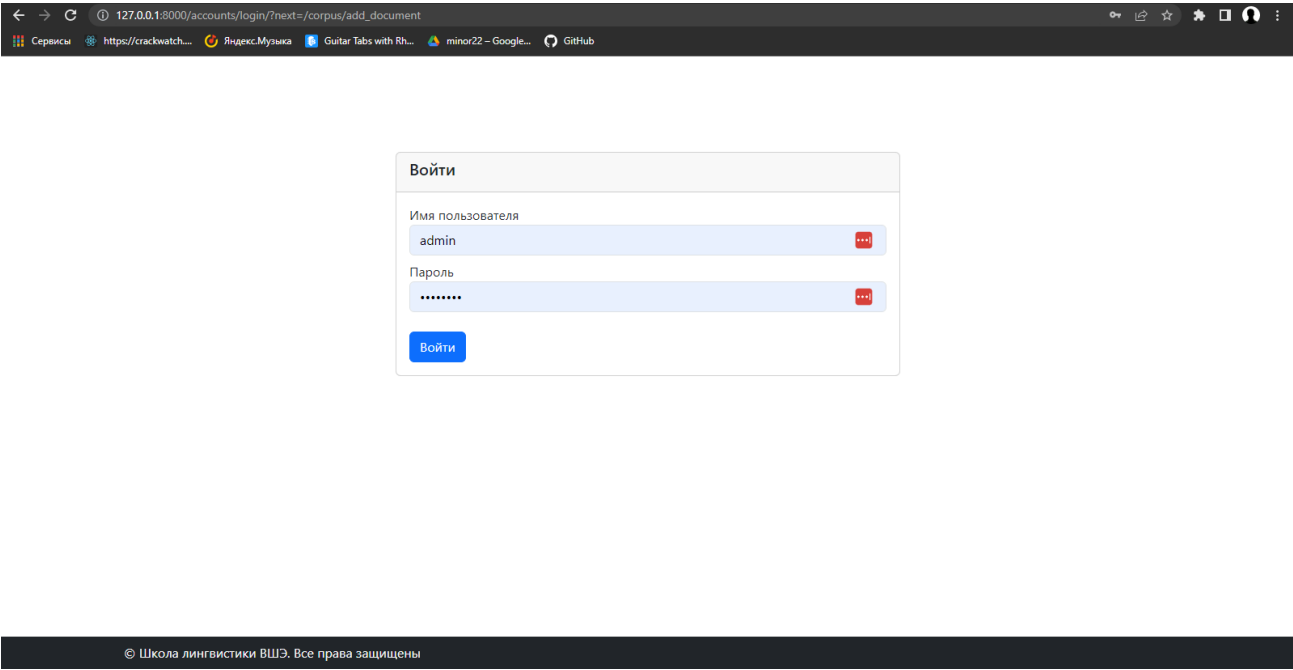 127.0.0.1:8000/accounts/login/?next=/corpus/add_document
Сервисы https://crackwatch.... Яндекс.Музыка Guitar Tabs with Rh... minor22 – Google... GitHub
Войти
Имя пользователя
admin
Пароль
••••••••
Войти
© Школа лингвистики ВШЭ. Все права защищены